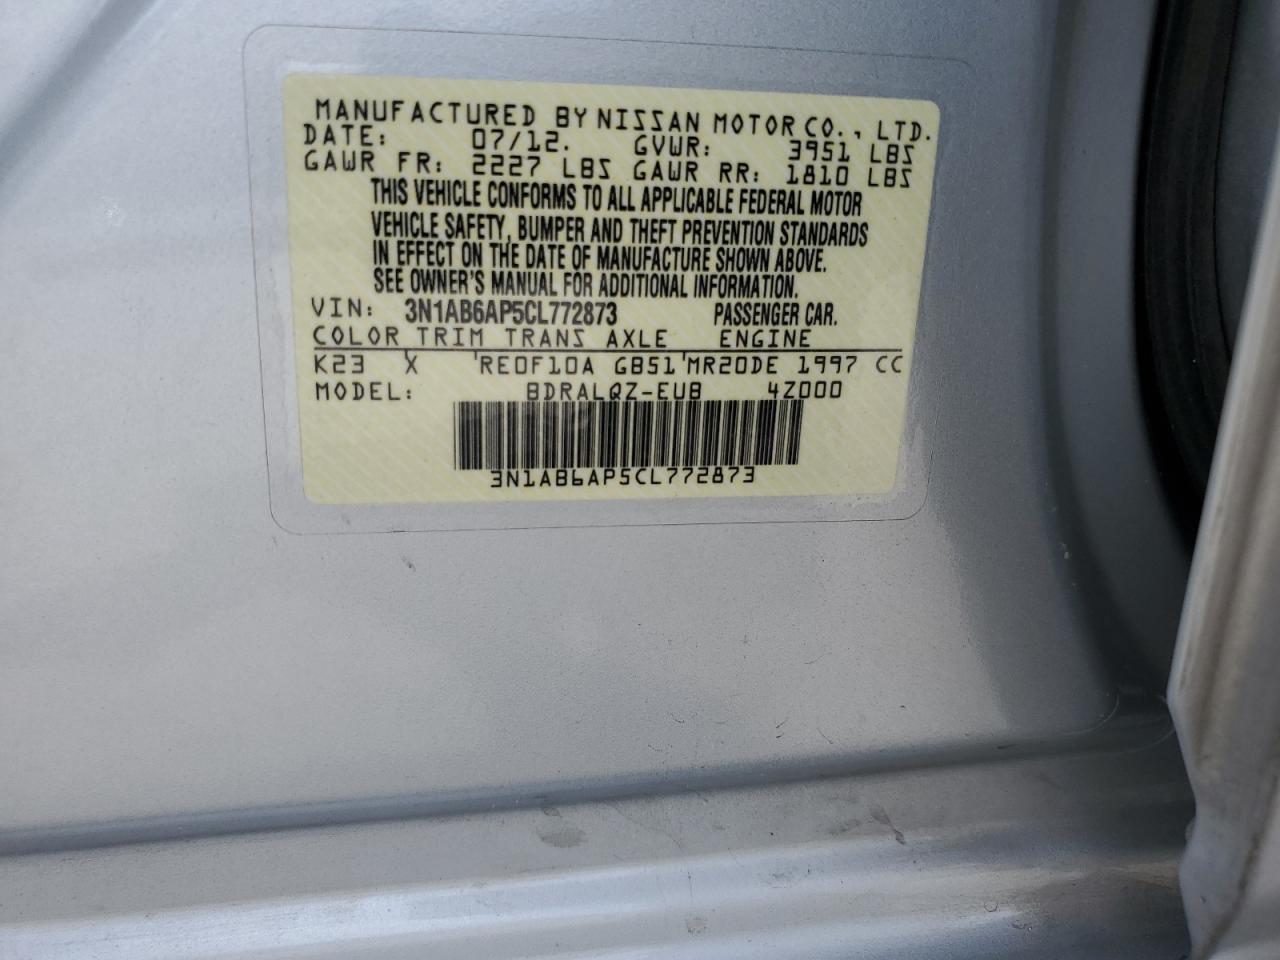 MANUFACTURED BY NISSAN MOTOR CO., LTD.
DATE: 07/12. GVWR: 3951 LBS
GAWR FR: 2227 LBS GAWR RR: 1810 LBS
THIS VEHICLE CONFORMS TO ALL APPLICABLE FEDERAL MOTOR
VEHICLE SAFETY, BUMPER AND THEFT PREVENTION STANDARDS
IN EFFECT ON THE DATE OF MANUFACTURE SHOWN ABOVE.
SEE OWNER'S MANUAL FOR ADDITIONAL INFORMATION.
VIN: 3N1AB6AP5CL772873 PASSENGER CAR.
COLOR TRIM TRANS AXLE ENGINE
K23 X 'RE0F10A GB51'MR20DE 1997 CC
MODEL: BDRALQZ-EUB 4Z000
3N1AB6AP5CL772873